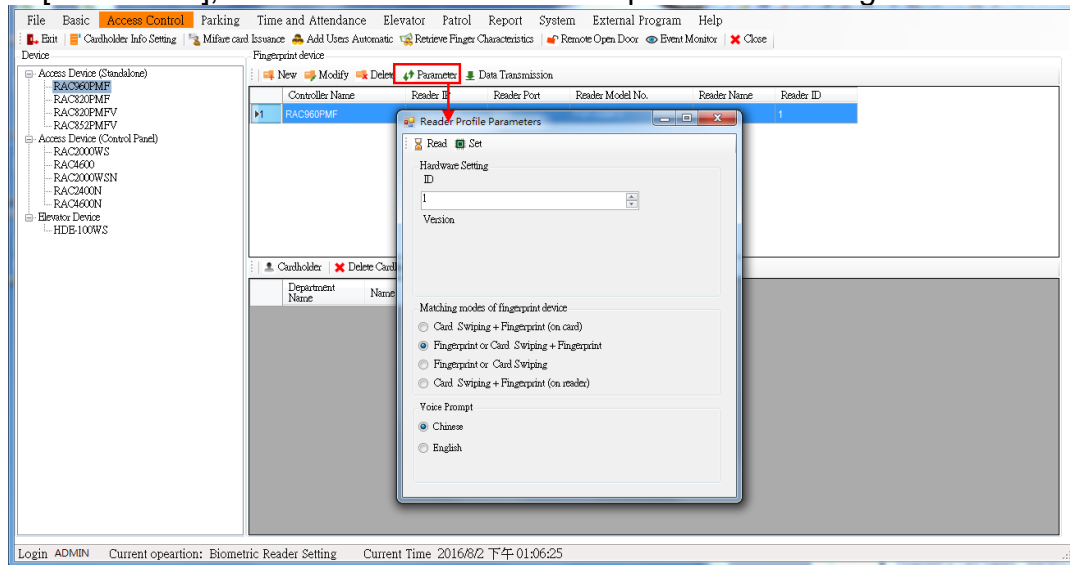 File Basic Access Control Parking Time and Attendance Elevator Patrol Report System External Program Help
Exit Cardholder Info Setting Mifare card Issuance Add Users Automatic Retrieve Finger Characteristics Remote Open Door Event Monitor Close
Device
Access Device (Standalone)
RAC960PMF
RAC820PMF
RAC820PMFV
RAC852PMFV
Access Device (Control Panel)
RAC2000WS
RAC4600
RAC2000WSN
RAC2400N
RAC4600N
Elevator Device
HDE-100WS
Fingerprint device
New Modify Delete Parameter Data Transmission
Controller Name Reader IP Reader Port Reader Model No. Reader Name Reader ID
1 RAC960PMF 1
Cardholder Delete Card
Department Name Name
Reader Profile Parameters
Read Set
Hardware Setting
ID
1
Version
Matching modes of fingerprint device
Card Swiping + Fingerprint (on card)
Fingerprint or Card Swiping + Fingerprint
Fingerprint or Card Swiping
Card Swiping + Fingerprint (on reader)
Voice Prompt
Chinese
English
Login ADMIN Current opeartion: Biometric Reader Setting Current Time 2016/8/2 下午 01:06:25